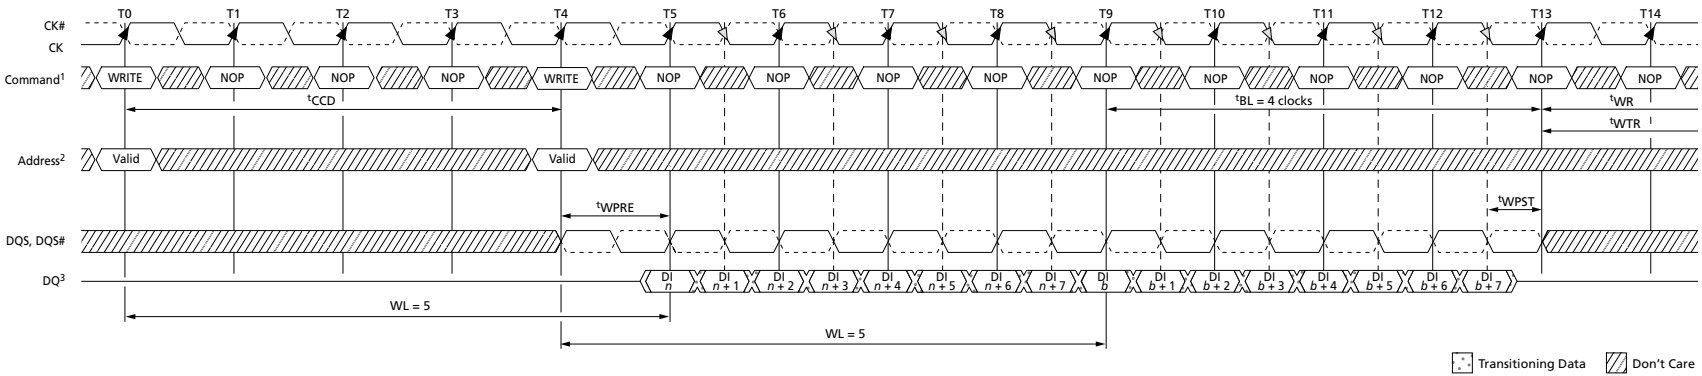 T0 T1 T2 T3 T4 T5 T6 T7 T8 T9 T10 T11 T12 T13 T14
CK#
CK
Command1 WRITE NOP NOP NOP WRITE NOP NOP NOP NOP NOP NOP NOP NOP NOP NOP
tCCD tBL = 4 clocks tWR
tWTR
Address2 Valid Valid
tWPRE tWPST
DQS, DQS#
DQ3 DI n DI n + 1 DI n + 2 DI n + 3 DI n + 4 DI n + 5 DI n + 6 DI n + 7 DI b DI b + 1 DI b + 2 DI b + 3 DI b + 4 DI b + 5 DI b + 6 DI b + 7
WL = 5
WL = 5
Transitioning Data Don't Care